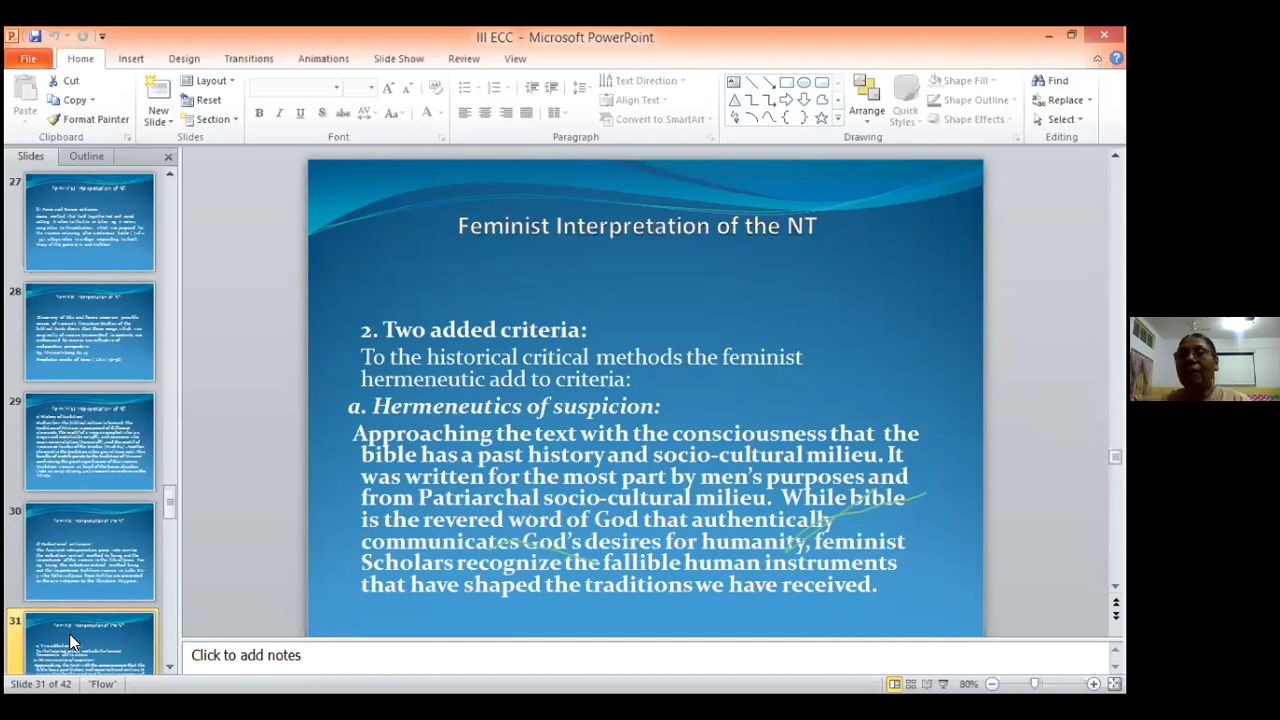 III ECC - Microsoft PowerPoint
File
Home
Insert
Design
Transitions
Animations
Slide Show
Review
View
Paste
Cut
Copy
Format Painter
Clipboard
New Slide
Layout
Reset
Section
Slides
Font
Paragraph
Text Direction
Align Text
Convert to SmartArt
Arrange
Quick Styles
Shape Fill
Shape Outline
Shape Effects
Drawing
Find
Replace
Select
Editing
Slides
Outline
27
28
29
30
31
Feminist Interpretation of the NT
2. Two added criteria:
To the historical critical methods the feminist
hermeneutic add to criteria:
a. Hermeneutics of suspicion:
Approaching the text with the consciousness that the
bible has a past history and socio-cultural milieu. It
was written for the most part by men's purposes and
from Patriarchal socio-cultural milieu. While bible
is the revered word of God that authentically
communicates God's desires for humanity, feminist
Scholars recognize the fallible human instruments
that have shaped the traditions we have received.
Click to add notes
Slide 31 of 42
"Flow"
80%